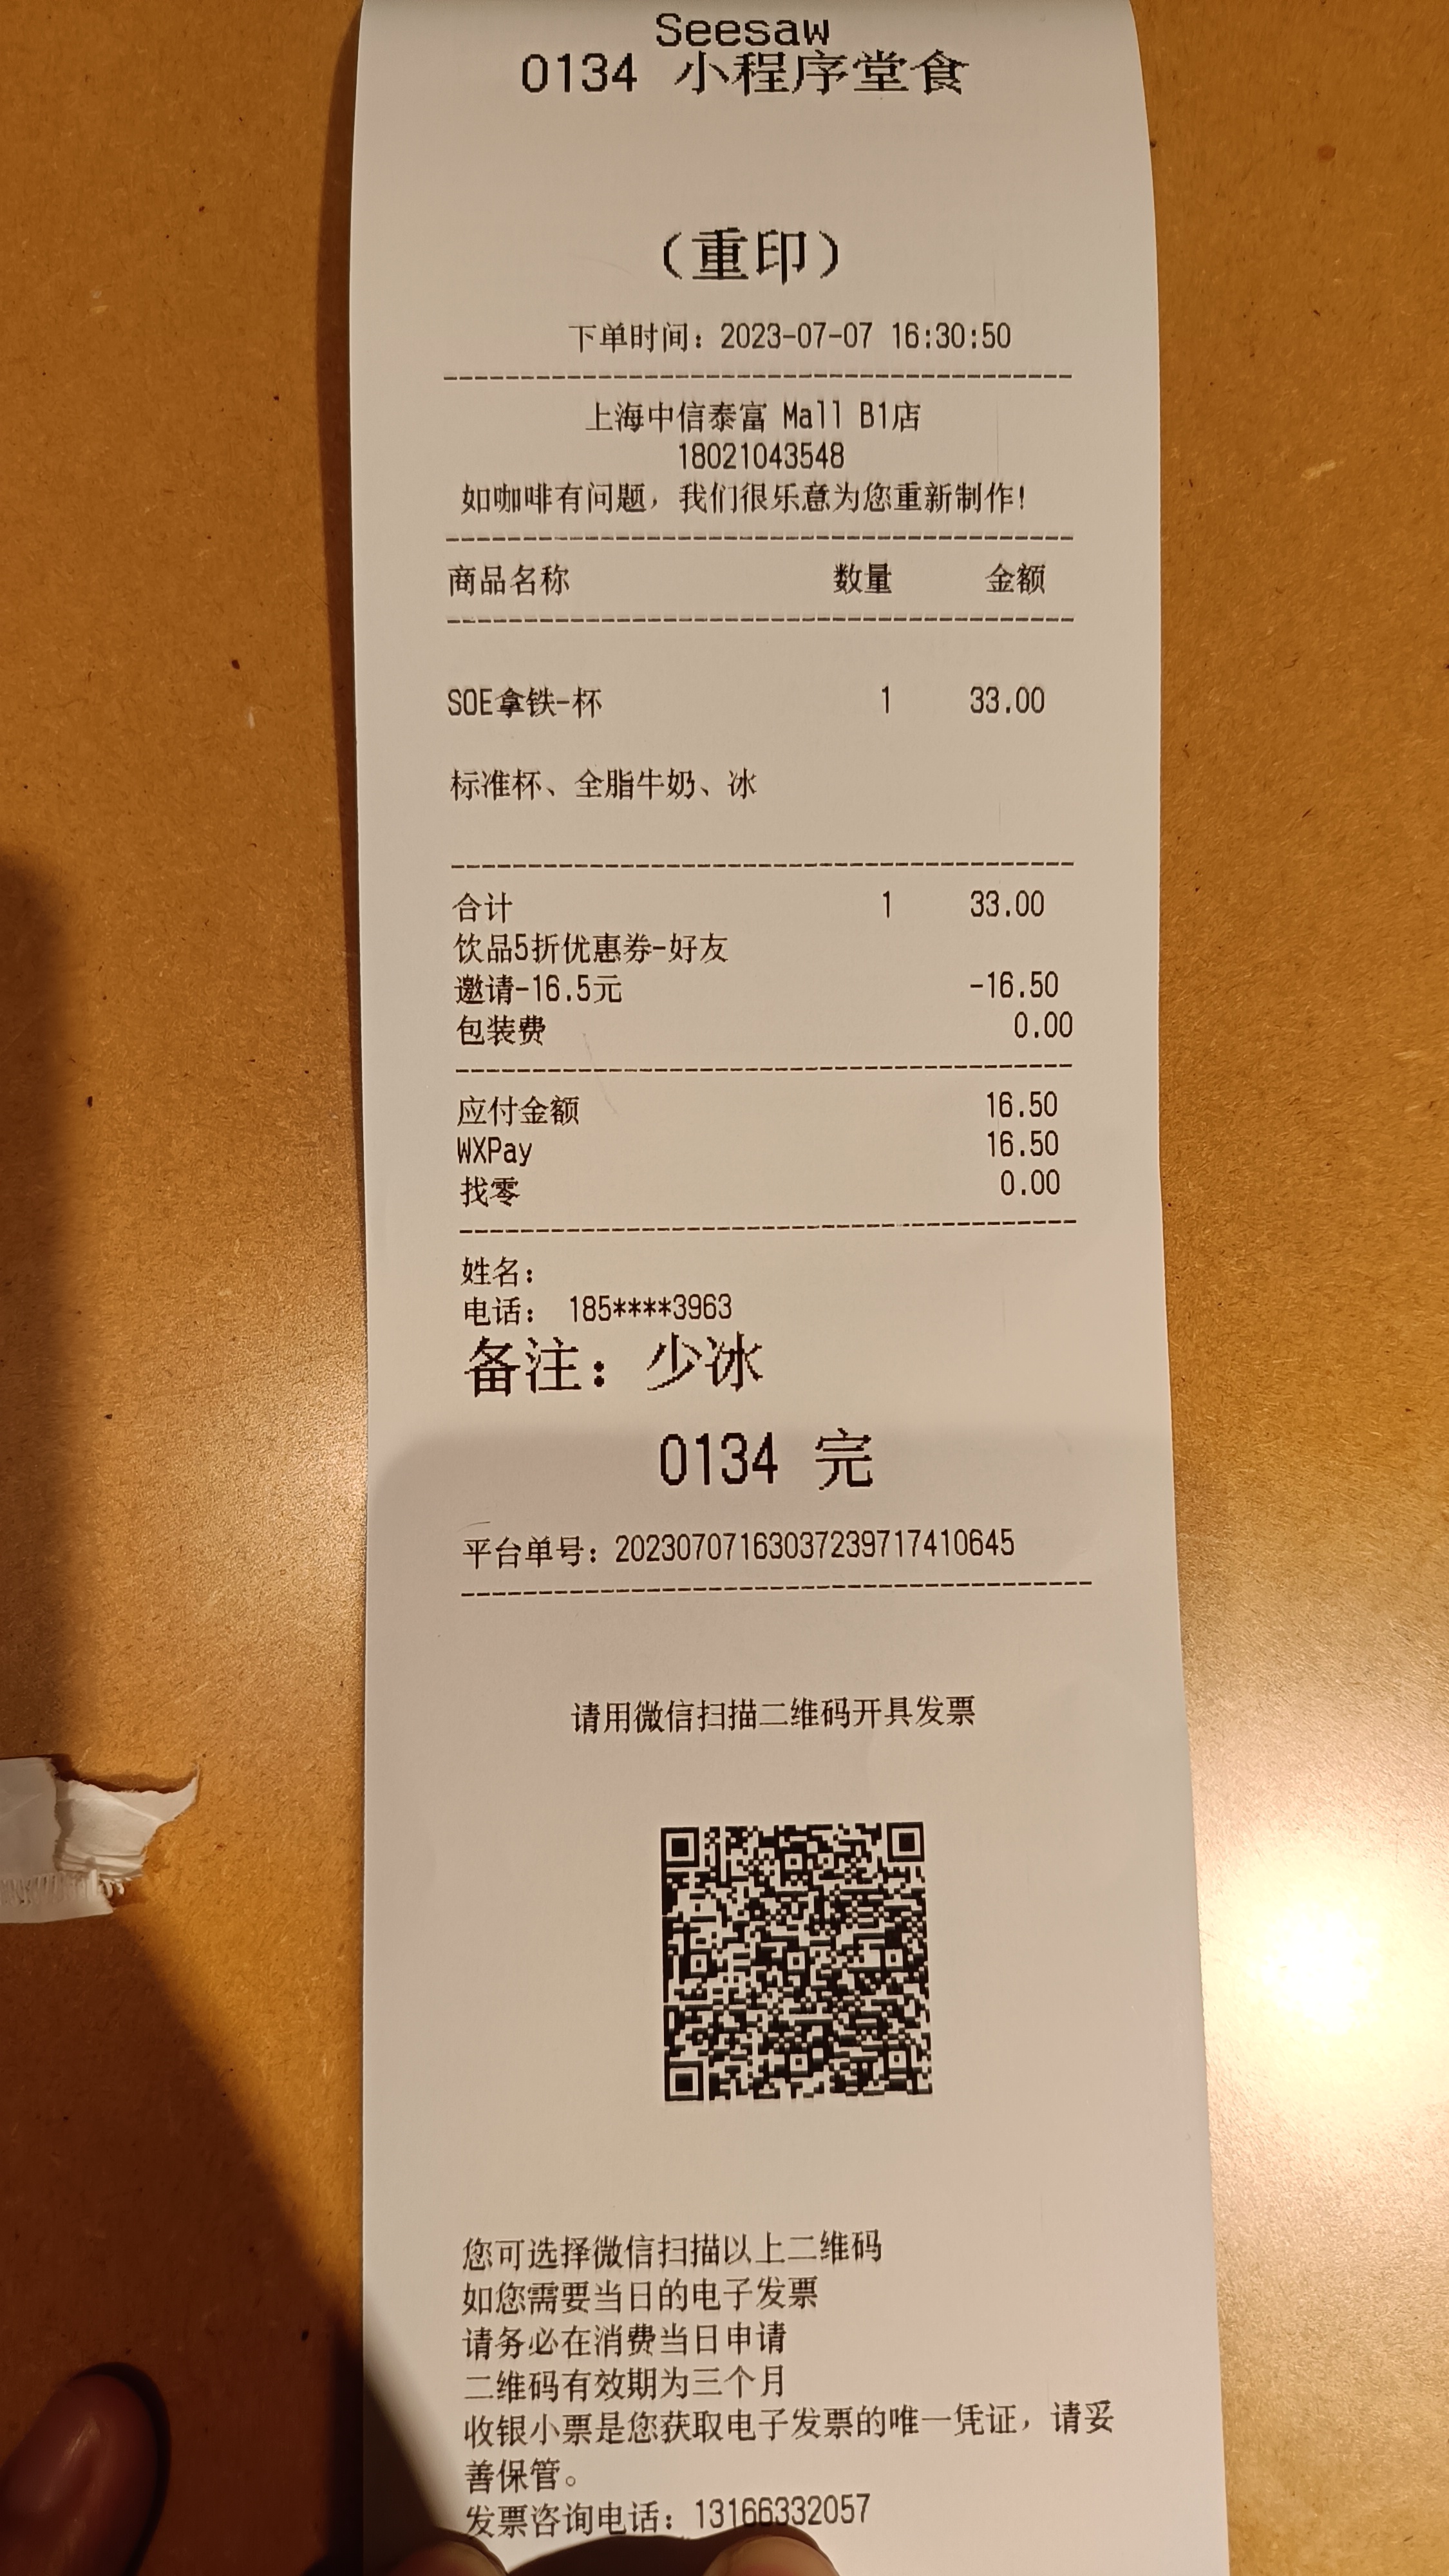 Seesaw
0134 小程序堂食
（重印）
下单时间：2023-07-07 16:30:50
上海中信泰富 Mall B1店
18021043548
如咖啡有问题，我们很乐意为您重新制作！
商品名称 数量 金额
SOE拿铁-杯 1 33.00
标准杯、全脂牛奶、冰
合计 1 33.00
饮品5折优惠券-好友
邀请-16.5元 -16.50
包装费 0.00
应付金额 16.50
WXPay 16.50
找零 0.00
姓名：
电话： 185****3963
备注：少冰
0134 完
平台单号：20230707163037239717410645
请用微信扫描二维码开具发票
您可选择微信扫描以上二维码
如您需要当日的电子发票
请务必在消费当日申请
二维码有效期为三个月
收银小票是您获取电子发票的唯一凭证，请妥
善保管。
发票咨询电话：13166332057